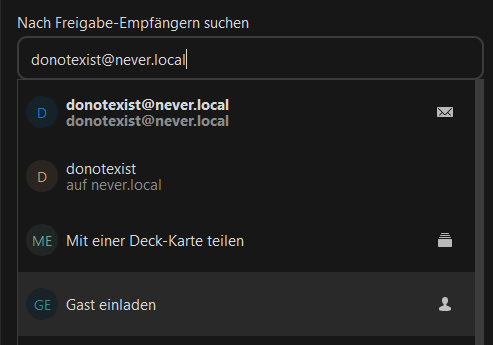 Nach Freigabe-Empfängern suchen
donotexist@never.local
D
donotexist@never.local
donotexist@never.local
D
donotexist
auf never.local
ME
Mit einer Deck-Karte teilen
GE
Gast einladen